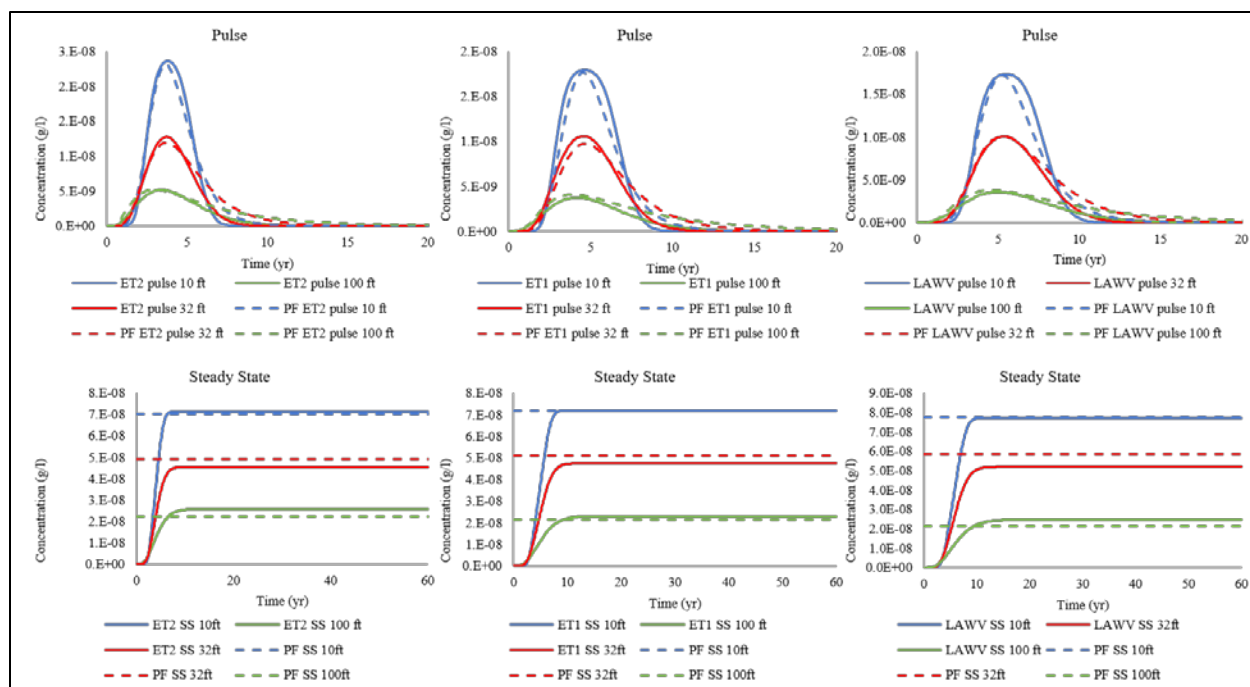 Pulse
3.E-08
2.E-08
2.E-08
1.E-08
5.E-09
0.E+00
Concentration (g/l)
0 5 10 15 20
Time (yr)
ET2 pulse 10 ft ET2 pulse 100 ft
ET2 pulse 32 ft PF ET2 pulse 10 ft
PF ET2 pulse 32 ft PF ET2 pulse 100 ft
Pulse
2.E-08
2.E-08
1.E-08
5.E-09
0.E+00
Concentration (g/l)
0 5 10 15 20
Time (yr)
ET1 pulse 10 ft ET1 pulse 100 ft
ET1 pulse 32 ft PF ET1 pulse 10 ft
PF ET1 pulse 32 ft PF ET1 pulse 100 ft
Pulse
2.0E-08
1.5E-08
1.0E-08
5.0E-09
0.0E+00
Concentration (g/l)
0 5 10 15 20
Time (yr)
LAWV pulse 10 ft LAWV pulse 32 ft
LAWV pulse 100 ft PF LAWV pulse 10 ft
PF LAWV pulse 32 ft PF LAWV pulse 100 ft
Steady State
8.E-08
7.E-08
6.E-08
5.E-08
4.E-08
3.E-08
2.E-08
1.E-08
0.E+00
Concentration (g/l)
0 20 40 60
Time (yr)
ET2 SS 10ft ET2 SS 100 ft
ET2 SS 32ft PF SS 10ft
PF SS 32ft PF SS 100ft
Steady State
8.E-08
7.E-08
6.E-08
5.E-08
4.E-08
3.E-08
2.E-08
1.E-08
0.E+00
Concentration (g/l)
0 10 20 30 40 50 60
Time (yr)
ET1 SS 10ft ET1 SS 100 ft
ET1 SS 32ft PF SS 10ft
PF SS 32ft PF SS 100ft
Steady State
9.0E-08
8.0E-08
7.0E-08
6.0E-08
5.0E-08
4.0E-08
3.0E-08
2.0E-08
1.0E-08
0.0E+00
Concentration (g/l)
0 10 20 30 40 50 60
Time (yr)
LAWV SS 10ft LAWV SS 32ft
LAWV SS 100 ft PF SS 10ft
PF SS 32ft PF SS 100ft